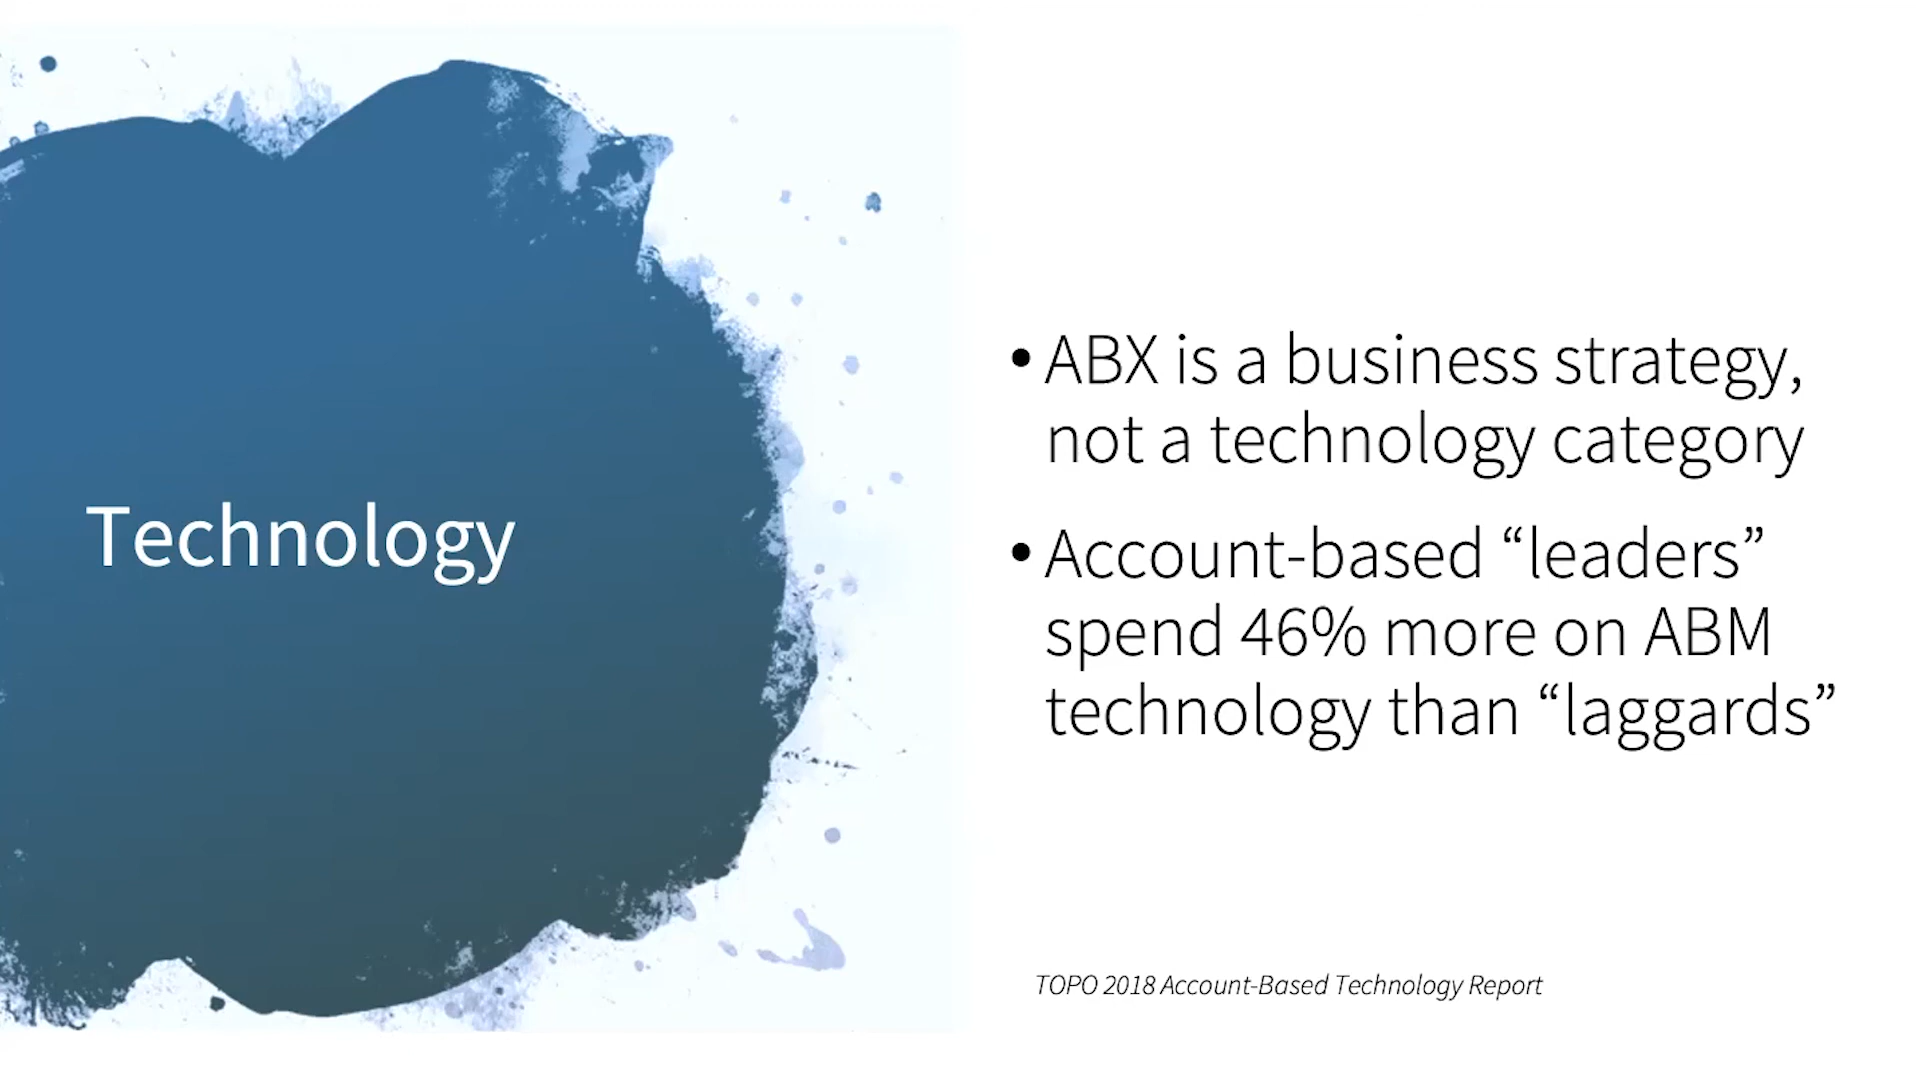 Technology
• ABX is a business strategy,
not a technology category
• Account-based “leaders”
spend 46% more on ABM
technology than “laggards”
TOPO 2018 Account-Based Technology Report